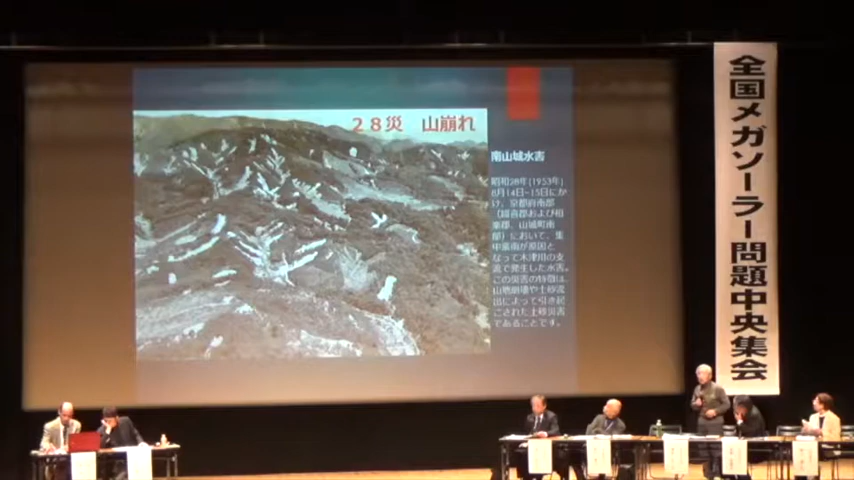 28災 山崩れ
南山城水害
昭和28年(1953年)
8月14日~15日にか
け、京都府南部
(綴喜郡および相
楽郡、山城町南
部)において、集
中豪雨が原因と
なって木津川の支
流で発生した水害。
この災害の特徴は、
山地崩壊や土砂流
出によって引き起
こされた土砂災害
であることです。
全国メガソーラー問題中央集会